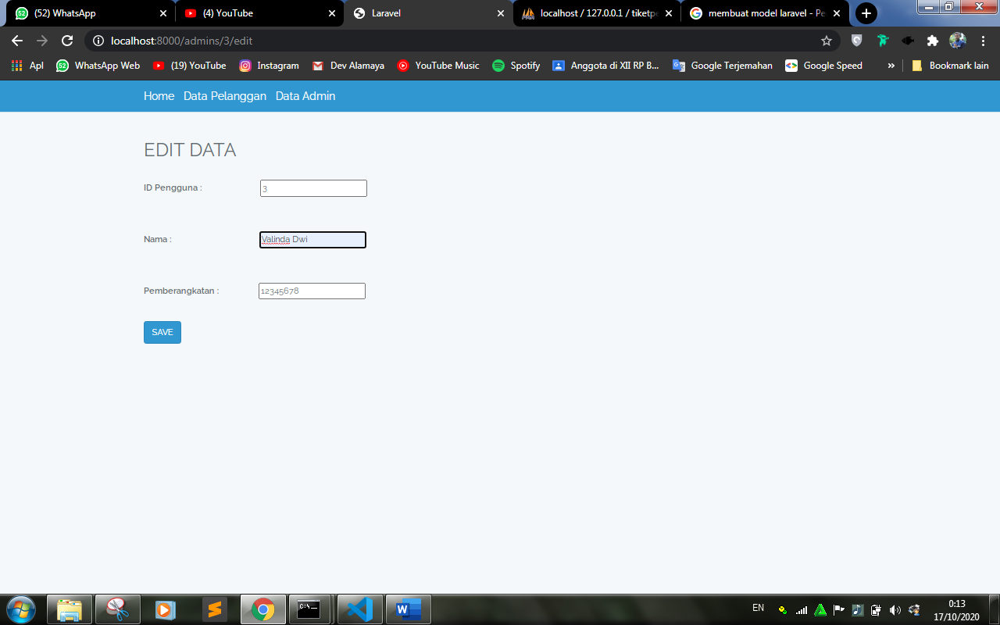 (52) WhatsApp
(4) YouTube
Laravel
localhost / 127.0.0.1 / tiketpe
membuat model laravel - Pe
localhost:8000/admins/3/edit
Apl
WhatsApp Web
(19) YouTube
Instagram
Dev Alamaya
YouTube Music
Spotify
Anggota di XII RP B...
Google Terjemahan
Google Speed
»
Bookmark lain
Home Data Pelanggan Data Admin
EDIT DATA
ID Pengguna : 3
Nama : Valinda Dwi
Pemberangkatan : 12345678
SAVE
EN
0:13
17/10/2020